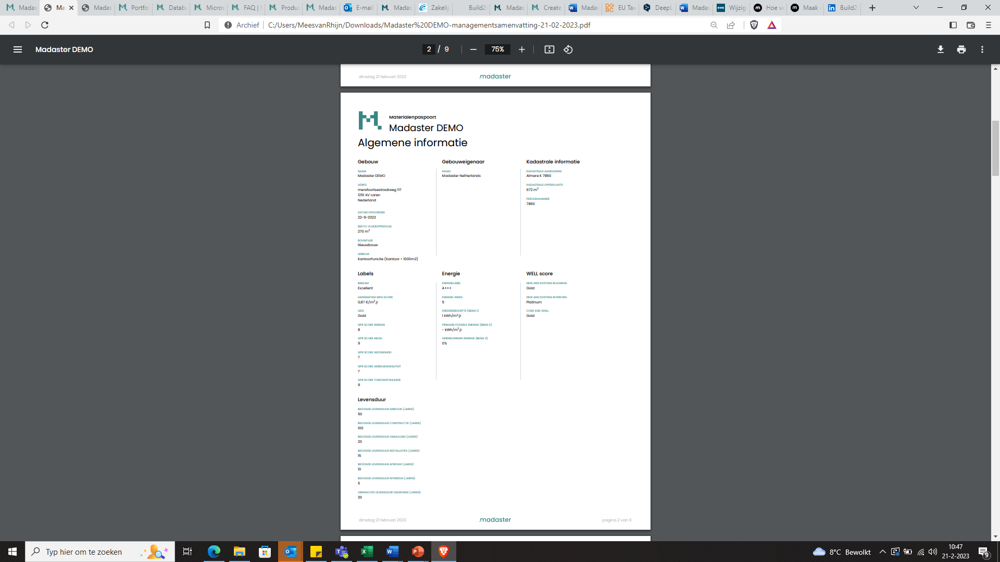 Madas
Ma
Madas
Portfol
Databa
Micros
FAQ |
Produ
Madas
E-mail
Madas
Zakelij
Build2
Madas
Create
Madas
EU Tax
DeepL
Madas
KVK
Wijzig
Hoe ve
Maak
Build2
Archief
C:/Users/MeesvanRhijn/Downloads/Madaster%20DEMO-managementsamenvatting-21-02-2023.pdf
Madaster DEMO
2 / 9
75%
dinsdag 21 februari 2023
madaster
Materialenpaspoort
Madaster DEMO
Algemene informatie
Gebouw
NAAM
Madaster DEMO
ADRES
mersfoortsestraatweg 117
1251 AV Laren
Nederland
DATUM OPLEVERING
22-9-2022
BRUTO VLOEROPPERVLAK
270 m²
BOUWFASE
Nieuwbouw
GEBRUIK
Kantoorfunctie (Kantoor < 1000m2)
Gebouweigenaar
NAAM
Madaster Netherlands
Kadastrale informatie
KADASTRALE AANDUIDING
Almere K 7860
KADASTRALE OPPERVLAKTE
672 m²
PERCEELNUMMER
7860
Labels
BREEAM
Excellent
HANDMATIGE MPG SCORE
0,87 €/m².jr
LEED
Gold
GPR SCORE ENERGIE
8
GPR SCORE MILIEU
9
GPR SCORE GEZONDHEID
7
GPR SCORE GEBRUIKSKWALITEIT
7
GPR SCORE TOEKOMSTWAARDE
9
Energie
ENERGIELABEL
A+++
ENERGIE-INDEX
5
ENERGIEBEHOEFTE (BENG 1)
1 kWh/m².jr
PRIMAIRE FOSSIELE ENERGIE (BENG 2)
- kWh/m².jr
HERNIEUWBARE ENERGIE (BENG 3)
0%
WELL score
NEW AND EXISTING BUILDINGS
Gold
NEW AND EXISTING INTERIORS
Platinum
CORE AND SHELL
Gold
Levensduur
BEOOGDE LEVENSDUUR GEBOUW (JAREN)
50
BEOOGDE LEVENSDUUR CONSTRUCTIE (JAREN)
100
BEOOGDE LEVENSDUUR OMHULLING (JAREN)
20
BEOOGDE LEVENSDUUR INSTALLATIES (JAREN)
15
BEOOGDE LEVENSDUUR AFBOUW (JAREN)
10
BEOOGDE LEVENSDUUR INTERIEUR (JAREN)
5
VERWACHTE LEVENSDUUR OMGEVING (JAREN)
20
dinsdag 21 februari 2023
madaster
pagina 2 van 9
Typ hier om te zoeken
8°C Bewolkt
10:47
21-2-2023
9